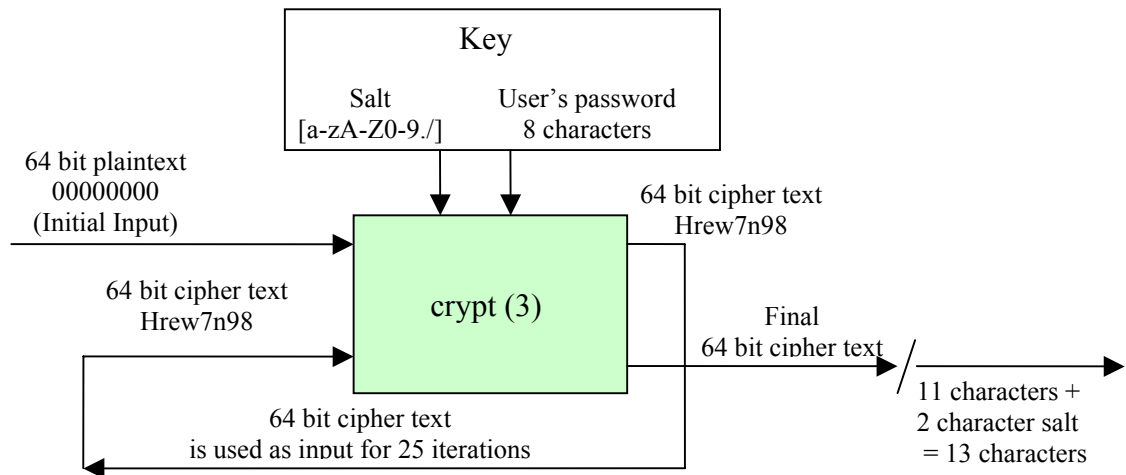 Key
Salt
[a-zA-Z0-9./]
User’s password
8 characters
64 bit plaintext
00000000
(Initial Input)
64 bit cipher text
Hrew7n98
64 bit cipher text
Hrew7n98
crypt (3)
Final
64 bit cipher text
11 characters +
2 character salt
= 13 characters
64 bit cipher text
is used as input for 25 iterations